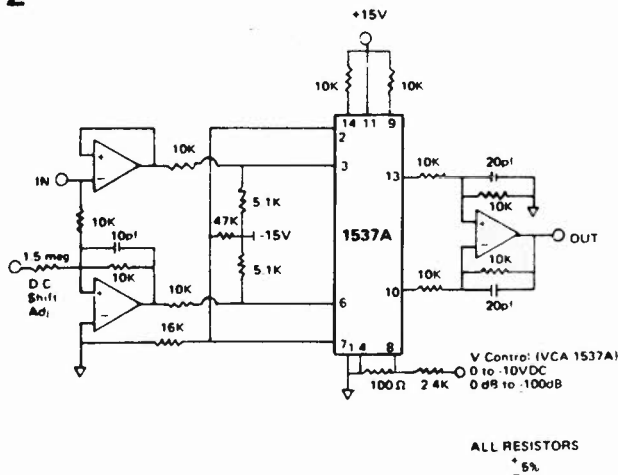 +15V
10K
10K
14 11 9
2
3
13
10K
20pf
10K
+
-
IN
10K
5.1K
10K
47K
-15V
1537A
+
-
OUT
10K
10pf
5.1K
10K
10K
1.5 meg
10K
20pf
DC
Shift
Adj
+
-
10K
6
10
16K
7 1 4 8
100Ω
2.4K
V Control: (VCA 1537A)
0 to -10VDC
0 dB to -100dB
ALL RESISTORS
+ 5%
-